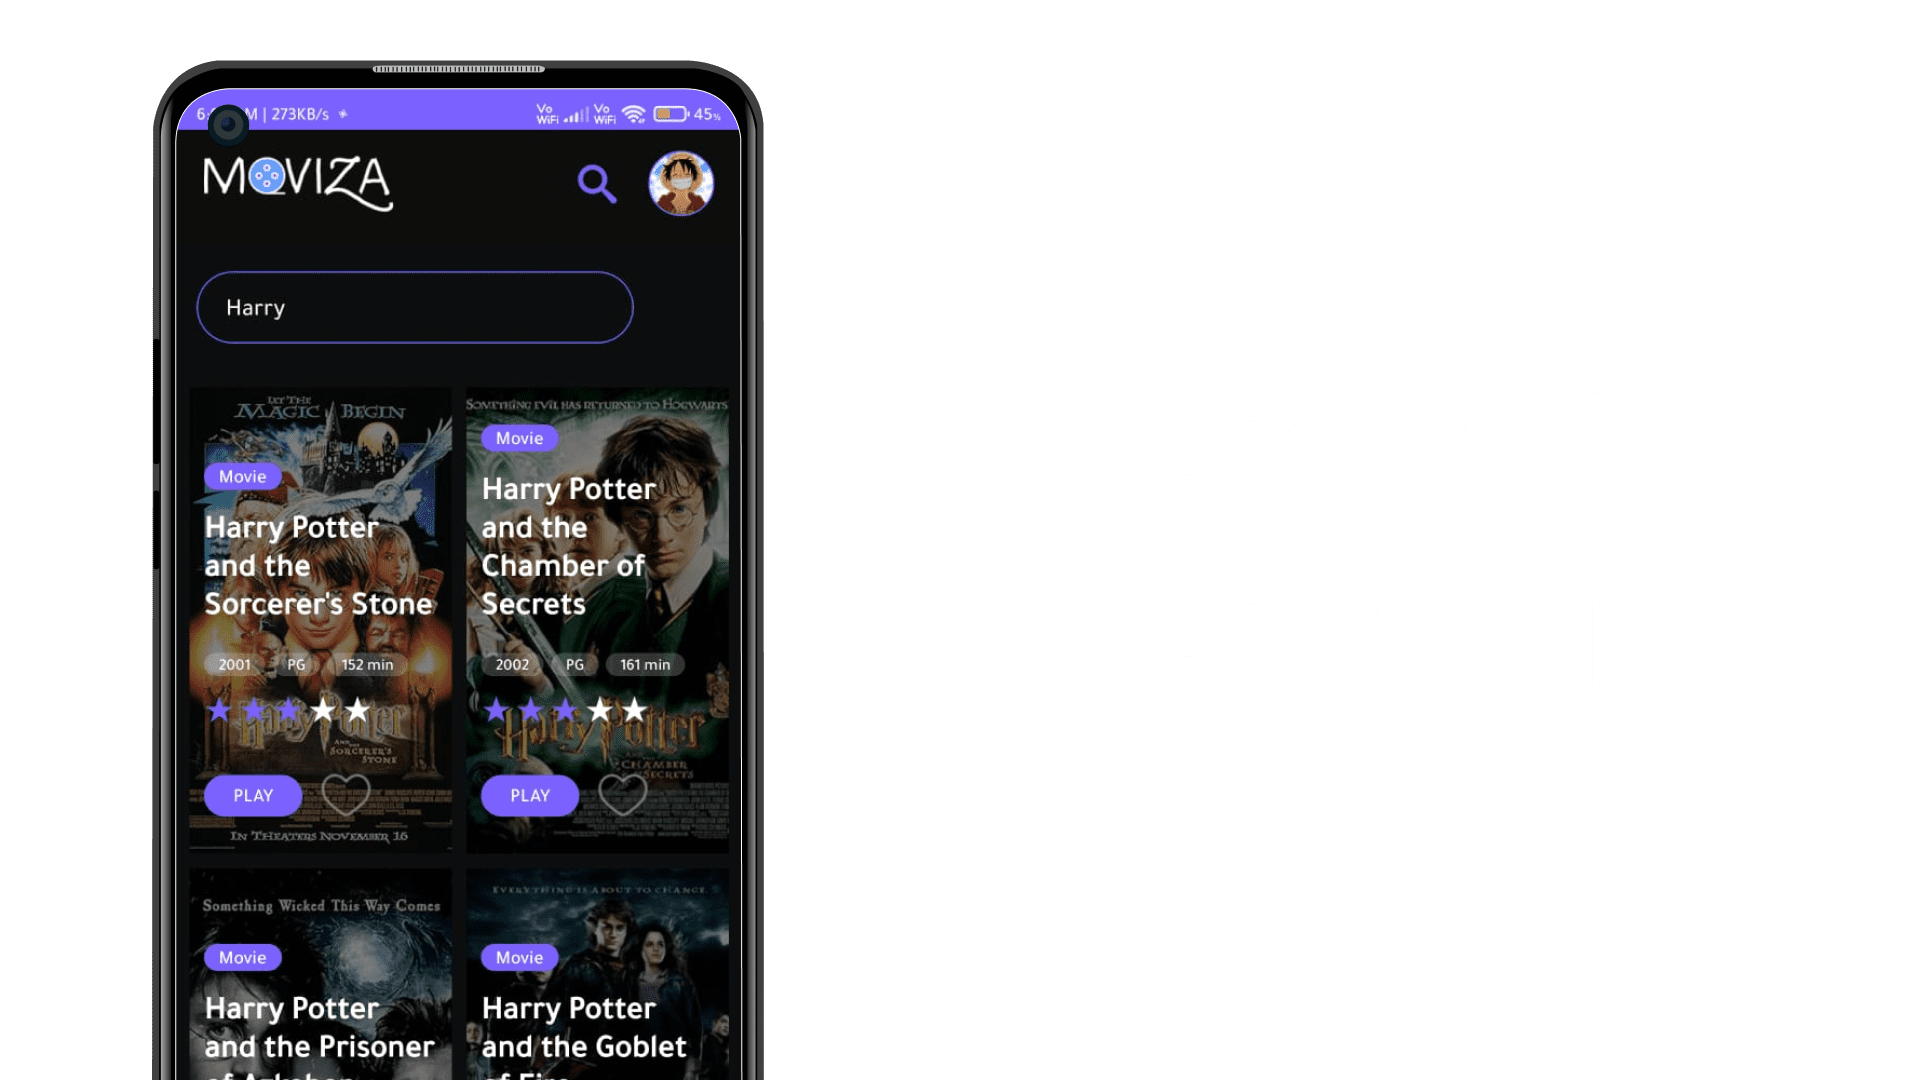 M | 273KB/s
Vo
WiFi
Vo
WiFi
45%
MOVIZA
Harry
LET THE
MAGIC BEGIN
Movie
Harry Potter
and the
Sorcerer's Stone
2001 PG 152 min
Harry Potter
AND THE
SORCERER'S
STONE
PLAY
IN THEATERS NOVEMBER 16
SOMETHING EVIL HAS RETURNED TO HOGWARTS
Movie
Harry Potter
and the
Chamber of
Secrets
2002 PG 161 min
Harry Potter
AND THE
CHAMBER
OF SECRETS
PLAY
Something Wicked This Way Comes
Movie
Harry Potter
and the Prisoner
of Azkaban
EVERYTHING IS ABOUT TO CHANGE.
Movie
Harry Potter
and the Goblet
of Fire